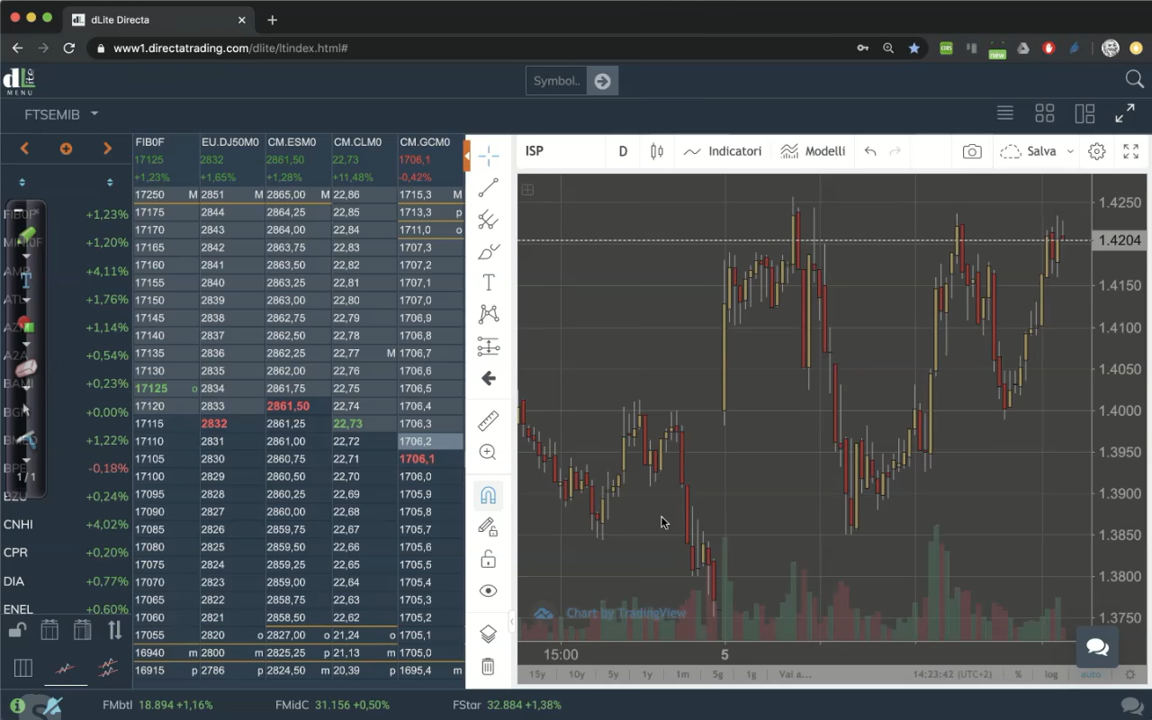 dLite Directa
www1.directatrading.com/dlite/ltindex.html#
new
MENU
Symbol..
FTSEMIB
FIB0F EU.DJ50M0 CM.ESM0 CM.CLM0 CM.GCM0
17125 2832 2861,50 22,73 1706,1
+1,23% +1,65% +1,28% +11,48% -0,42%
17250 M 2851 M 2865,00 M 22,86 1715,3 M
17175 2844 2864,25 22,85 1713,3 p
17170 2843 2864,00 22,84 1711,0 o
17165 2842 2863,75 22,83 1707,3
17160 2841 2863,50 22,82 1707,2
17155 2840 2863,25 22,81 1707,1
17150 2839 2863,00 22,80 1707,0
17145 2838 2862,75 22,79 1706,9
17140 2837 2862,50 22,78 1706,8
17135 2836 2862,25 22,77 M 1706,7
17130 2835 2862,00 22,76 1706,6
17125 o 2834 2861,75 22,75 1706,5
17120 2833 2861,50 22,74 1706,4
17115 2832 2861,25 22,73 1706,3
17110 2831 2861,00 22,72 1706,2
17105 2830 2860,75 22,71 1706,1
17100 2829 2860,50 22,70 1706,0
17095 2828 2860,25 22,69 1705,9
17090 2827 2860,00 22,68 1705,8
17085 2826 2859,75 22,67 1705,7
17080 2825 2859,50 22,66 1705,6
17075 2824 2859,25 22,65 1705,5
17070 2823 2859,00 22,64 1705,4
17065 2822 2858,75 22,63 1705,3
17060 2821 2858,50 22,62 1705,2
17055 2820 o 2827,00 o 21,24 o 1705,1
16940 m 2800 m 2825,25 p 21,13 m 1705,0
16915 p 2786 p 2824,50 m 20,39 p 1695,4 m
+1,23%
+1,20%
+4,11%
+1,76%
+1,14%
+0,54%
+0,23%
+0,00%
+1,22%
-0,18%
+0,24%
CNHI +4,02%
CPR +0,20%
DIA +0,77%
ENEL +0,60%
1/1
ISP D Indicatori Modelli Salva
1.4250
1.4204
1.4150
1.4100
1.4050
1.4000
1.3950
1.3900
1.3850
1.3800
1.3750
Chart by TradingView
15:00 5
15y 10y 5y 1y 1m 5g 1g Vai a... 14:23:42 (UTC+2) % log auto
FMbtl 18.894 +1,16% FMidC 31.156 +0,50% FStar 32.884 +1,38%